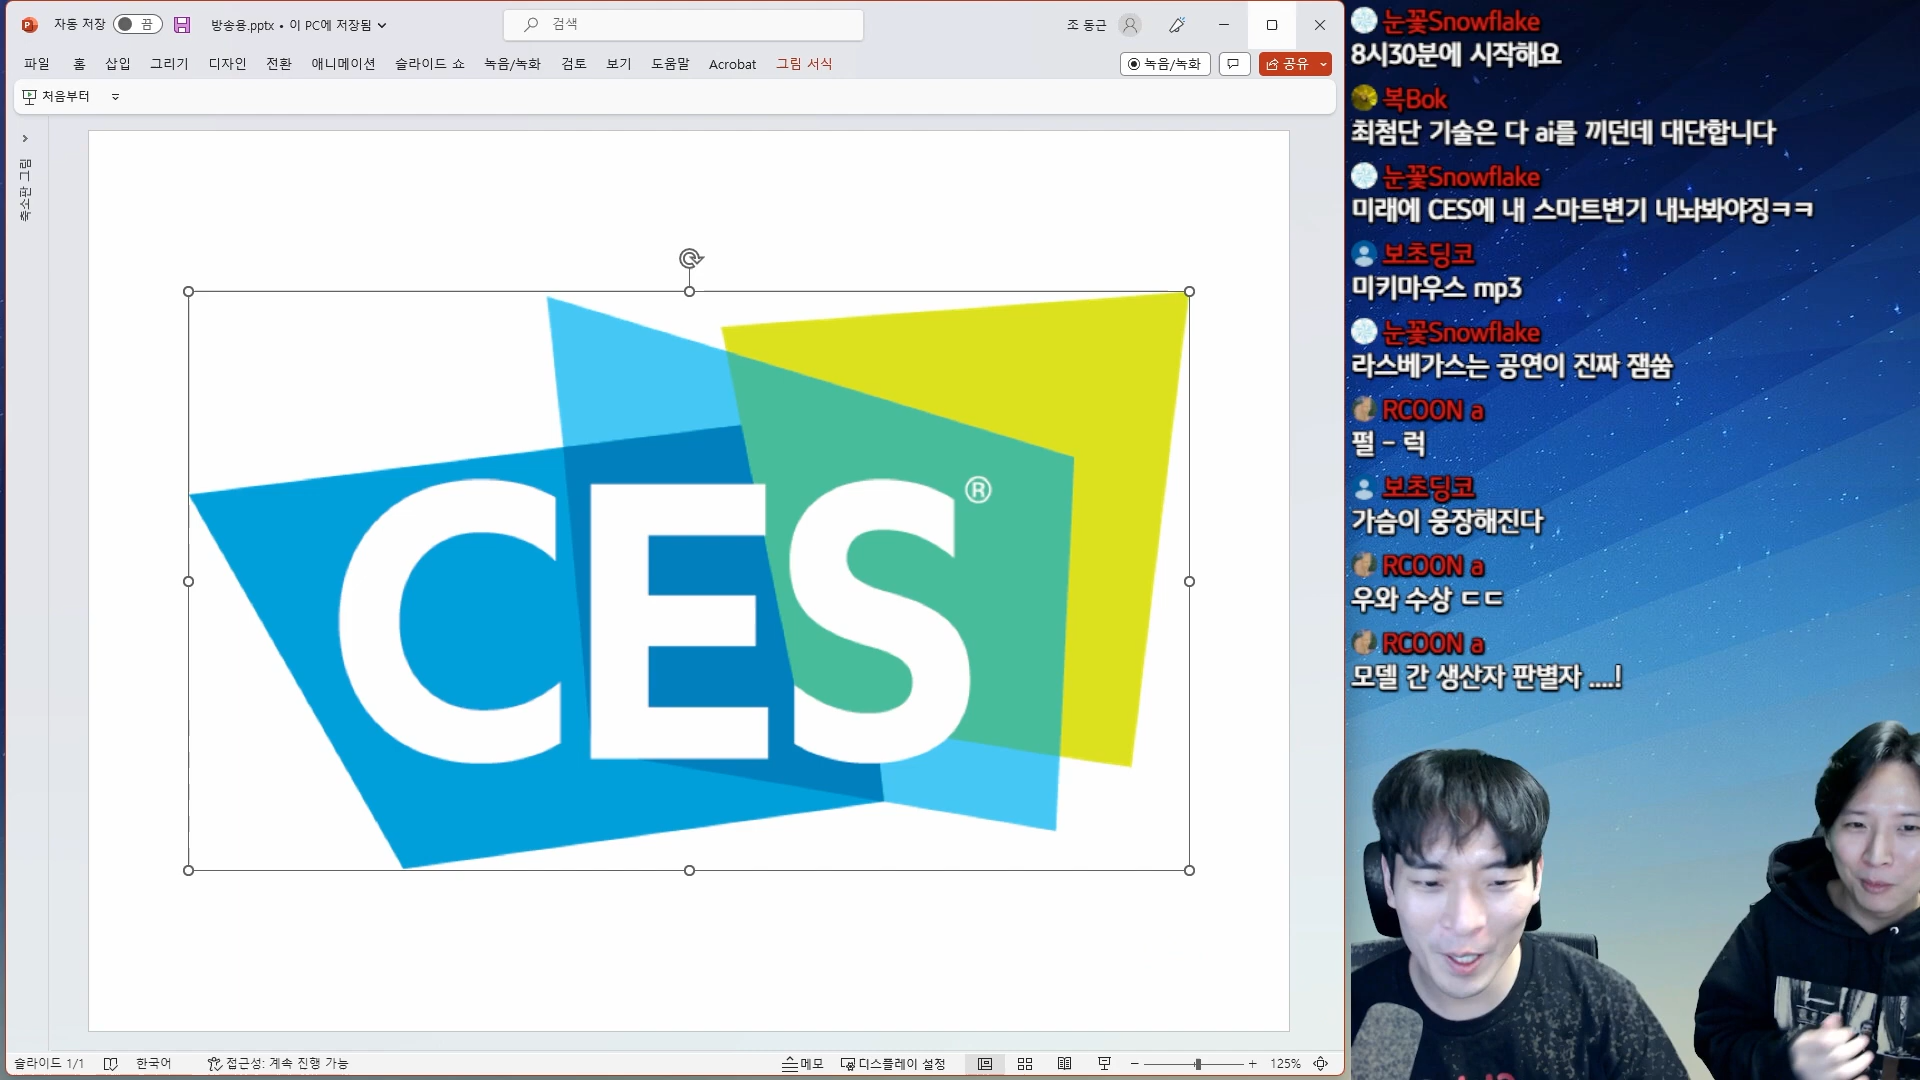 자동 저장
끔
방송용.pptx • 이 PC에 저장됨
검색
조 동근
파일
홈
삽입
그리기
디자인
전환
애니메이션
슬라이드 쇼
녹음/녹화
검토
보기
도움말
Acrobat
그림 서식
녹음/녹화
공유
처음부터
축소판 그림
CES®
슬라이드 1/1
한국어
접근성: 계속 진행 가능
메모
디스플레이 설정
125%
눈꽃Snowflake
8시30분에 시작해요
복Bok
최첨단 기술은 다 ai를 끼던데 대단합니다
눈꽃Snowflake
미래에 CES에 내 스마트변기 내놔봐야징ㅋㅋ
보초딩코
미키마우스 mp3
눈꽃Snowflake
라스베가스는 공연이 진짜 잼씀
RCOON a
펄 - 럭
보초딩코
가슴이 웅장해진다
RCOON a
우와 수상 ㄷㄷ
RCOON a
모델 간 생산자 판별자 ....!